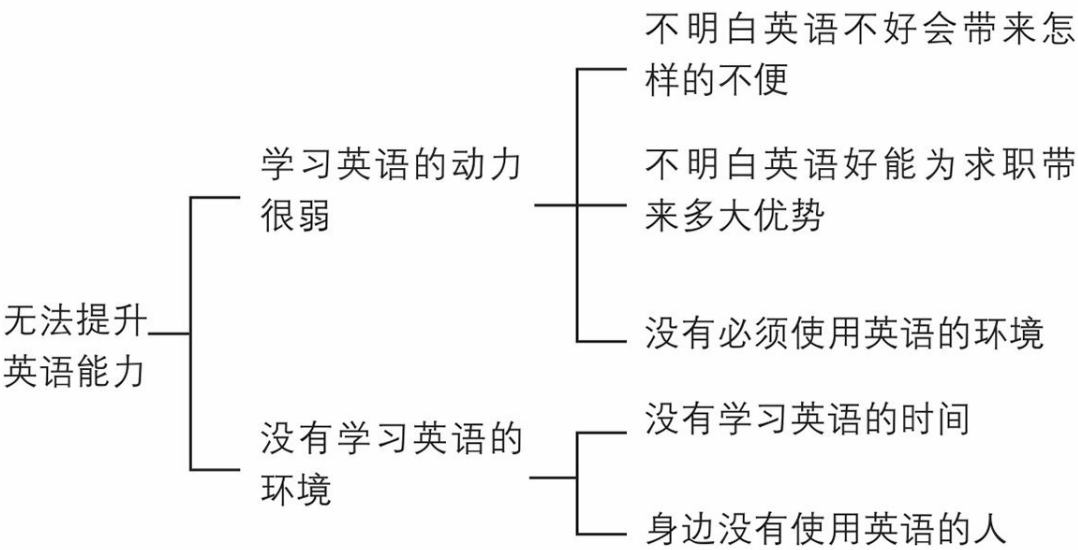 不明白英语不好会带来怎
样的不便
学习英语的动力
很弱
不明白英语好能为求职带
来多大优势
无法提升
英语能力
没有必须使用英语的环境
没有学习英语的
环境
没有学习英语的时间
身边没有使用英语的人